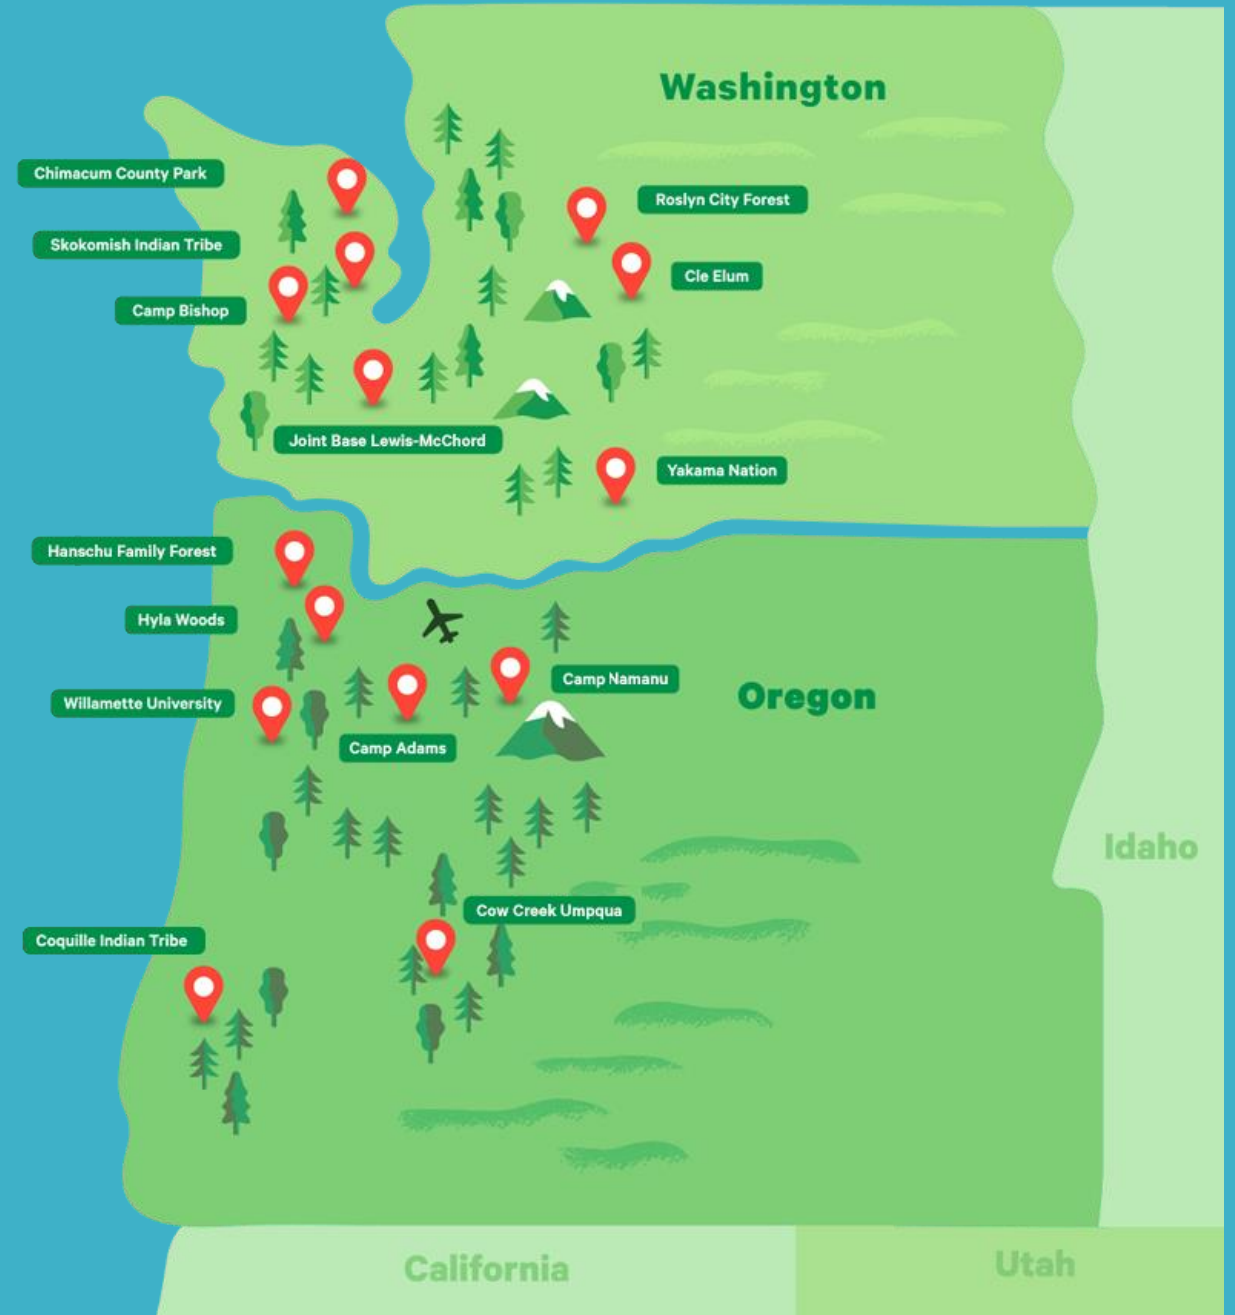 Washington
Chimacum County Park
Roslyn City Forest
Skokomish Indian Tribe
Cle Elum
Camp Bishop
Joint Base Lewis-McChord
Yakama Nation
Hanschu Family Forest
Hyla Woods
Camp Namanu
Oregon
Willamette University
Camp Adams
Idaho
Cow Creek Umpqua
Coquille Indian Tribe
California
Utah